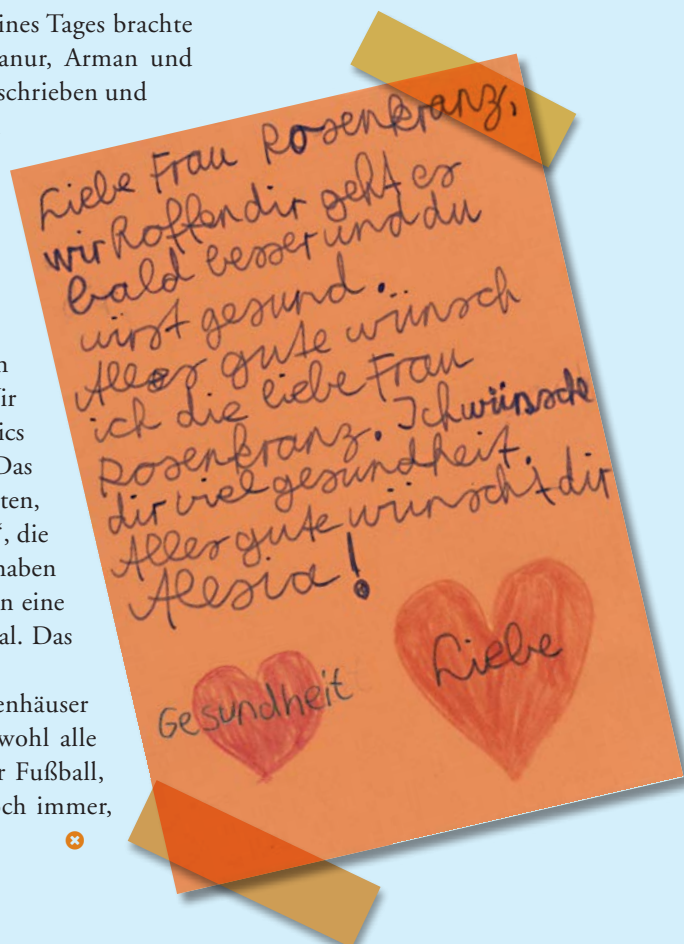 ines Tages brachte
anur, Arman und
schrieben und
Liebe Frau Rosenkranz,
wir hoffen dir geht es
bald besser und du
wirst gesund.
Alles gute wünsch
ich die liebe Frau
Rosenkranz. Ich wünsche
dir viel gesundheit.
Alles gute wünscht dir
Alesia!
Gesundheit
Liebe
n
ir
ics
Das
ten,
“, die
haben
n eine
al. Das
enhäuser
wohl alle
r Fußball,
ch immer,